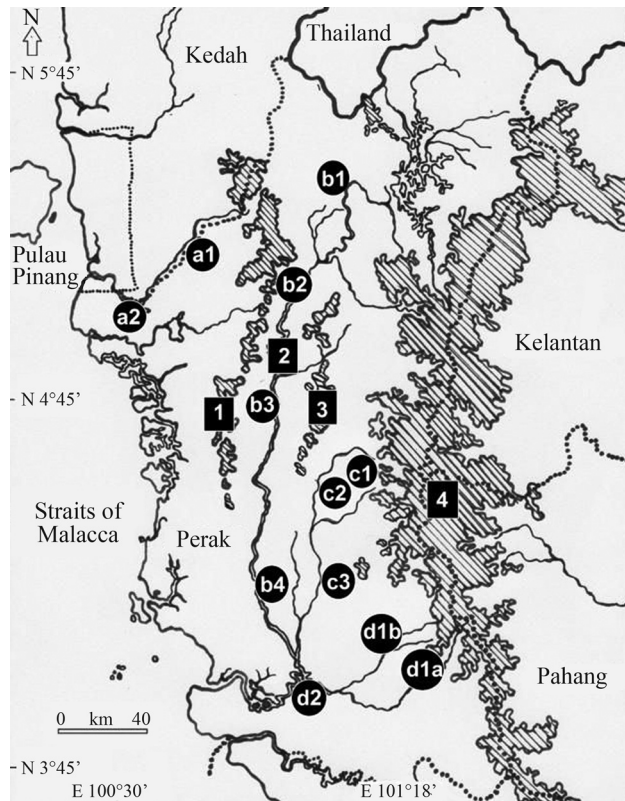 N
Thailand
Kedah
N 5°45'
b1
a1
Pulau
Pinang
b2
a2
Kelantan
2
N 4°45'
1
b3
3
c1
c2
4
Straits of
Malacca
Perak
b4
c3
d1b
d1a
Pahang
d2
0 km 40
N 3°45'
E 100°30'
E 101°18'